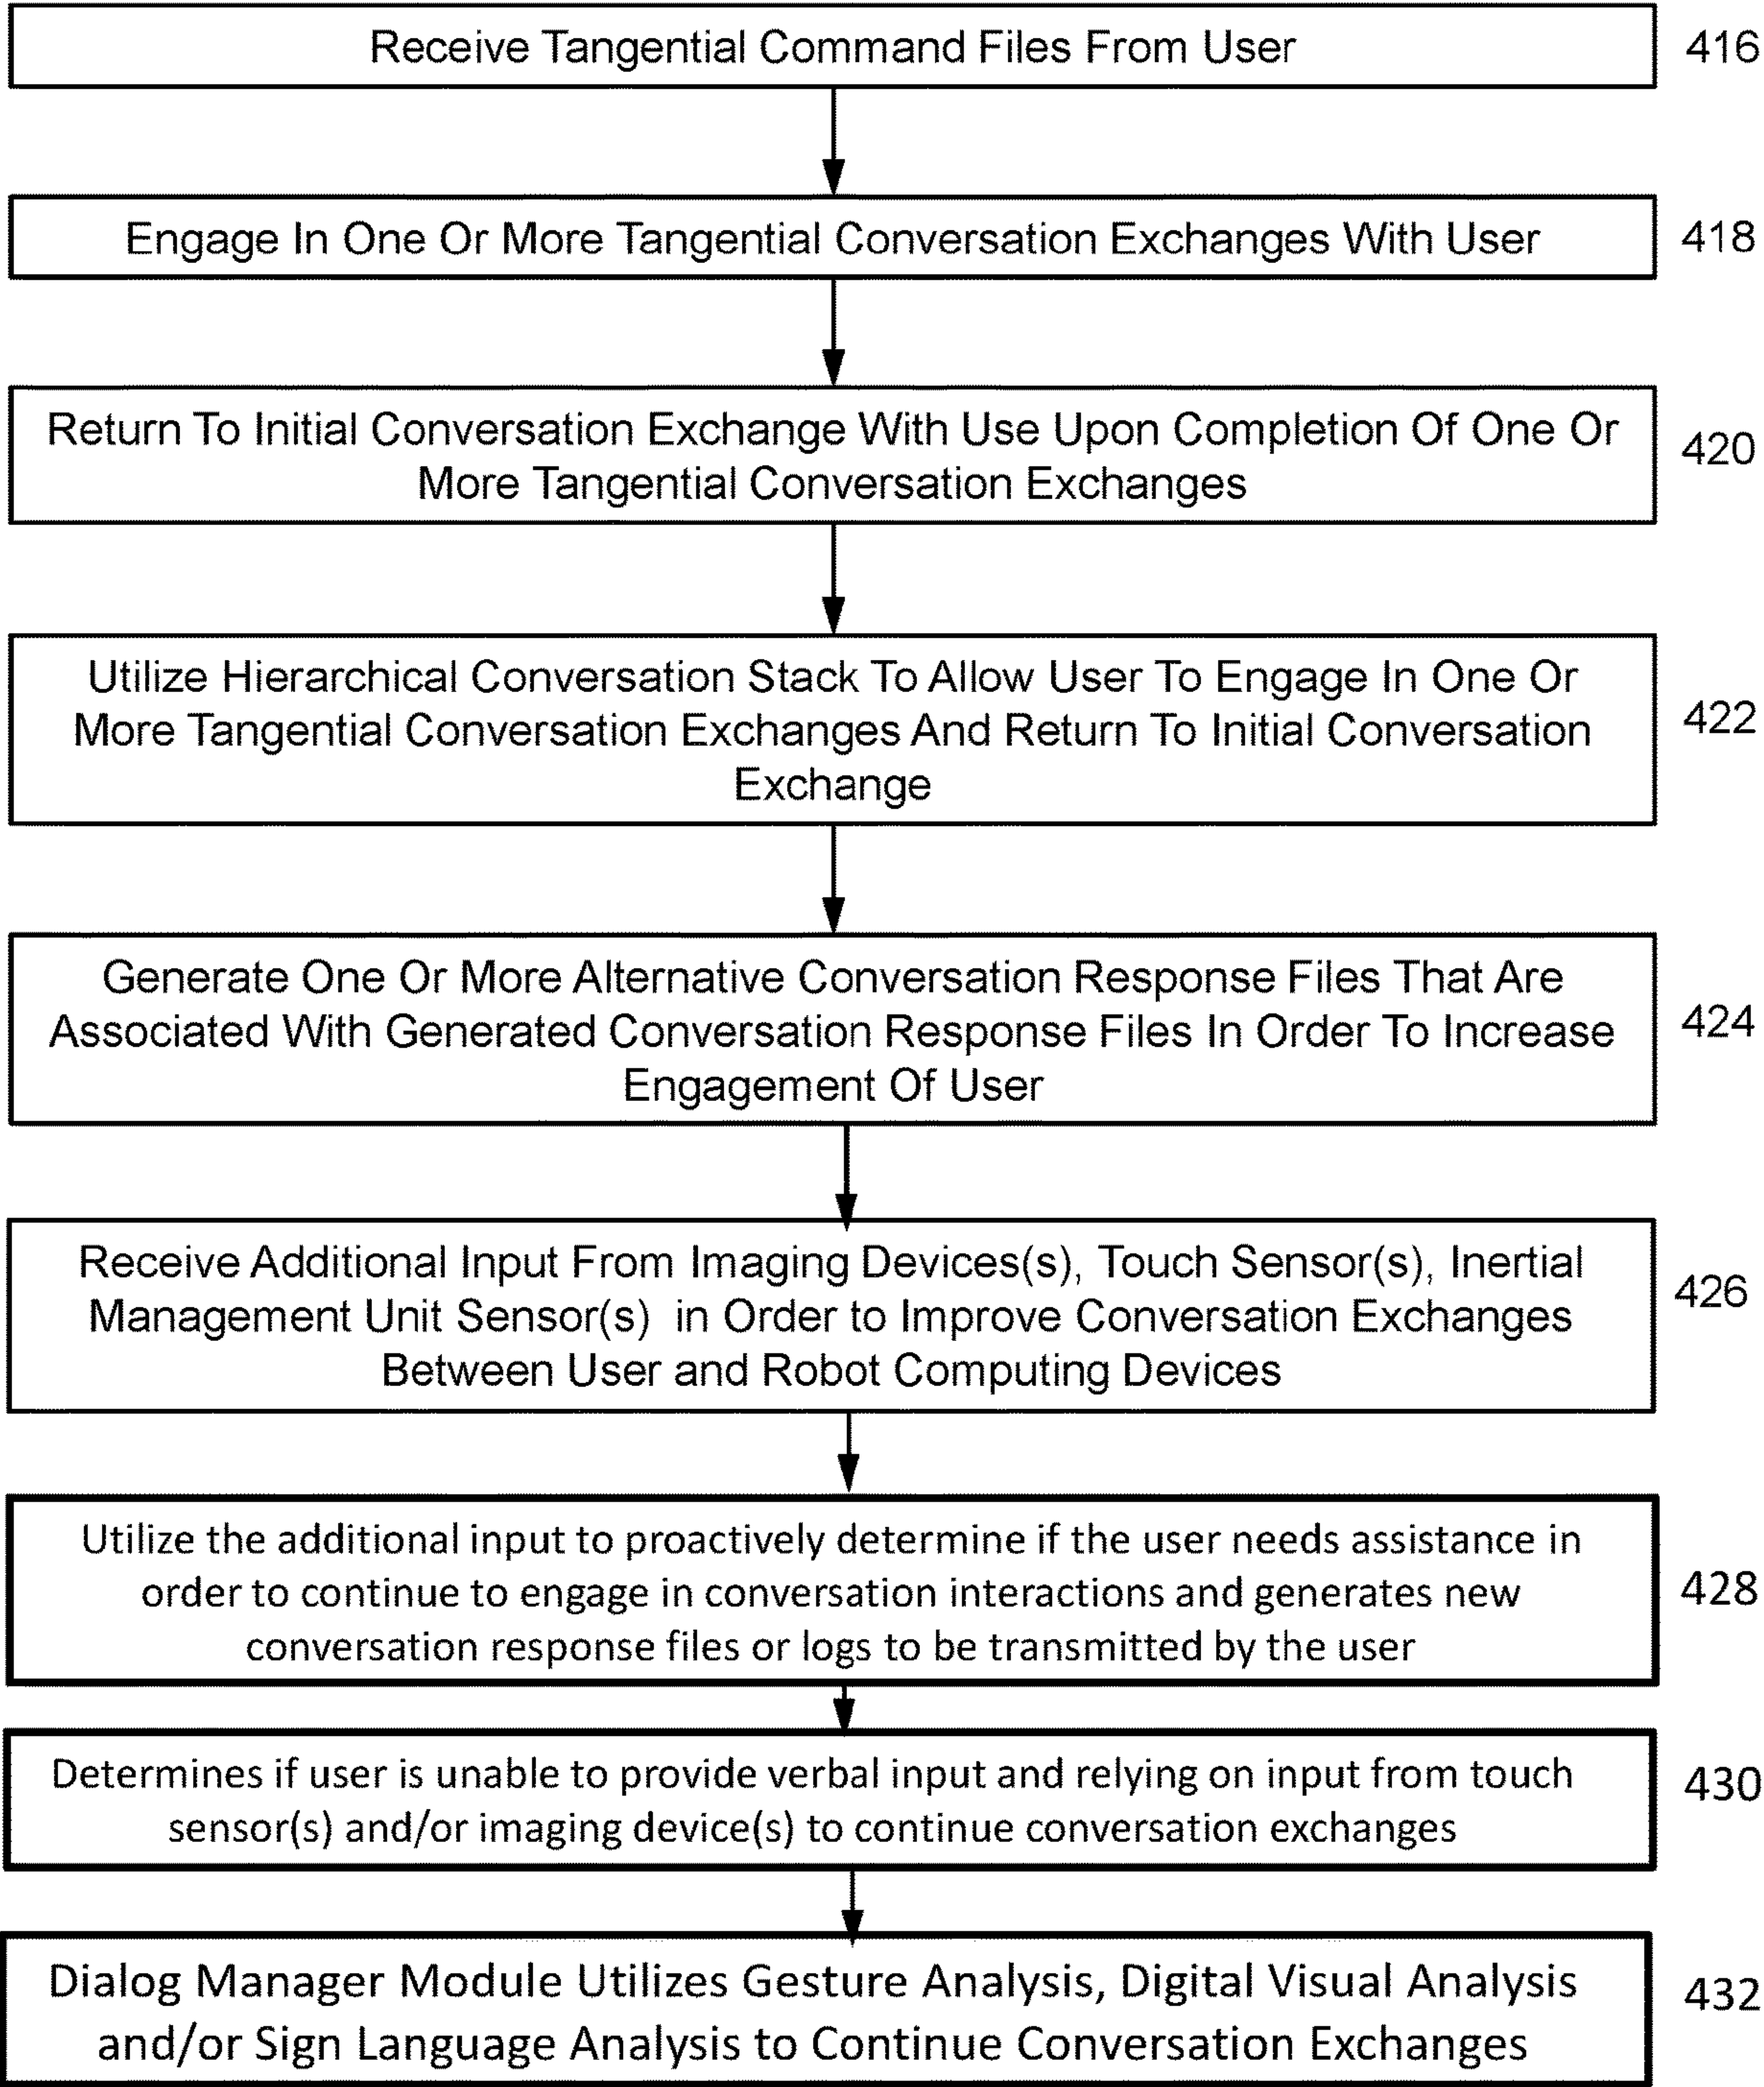 Receive Tangential Command Files From User
416
Engage In One Or More Tangential Conversation Exchanges With User
418
Return To Initial Conversation Exchange With Use Upon Completion Of One Or
More Tangential Conversation Exchanges
420
Utilize Hierarchical Conversation Stack To Allow User To Engage In One Or
More Tangential Conversation Exchanges And Return To Initial Conversation
Exchange
422
Generate One Or More Alternative Conversation Response Files That Are
Associated With Generated Conversation Response Files In Order To Increase
Engagement Of User
424
Receive Additional Input From Imaging Devices(s), Touch Sensor(s), Inertial
Management Unit Sensor(s) in Order to Improve Conversation Exchanges
Between User and Robot Computing Devices
426
Utilize the additional input to proactively determine if the user needs assistance in
order to continue to engage in conversation interactions and generates new
conversation response files or logs to be transmitted by the user
428
Determines if user is unable to provide verbal input and relying on input from touch
sensor(s) and/or imaging device(s) to continue conversation exchanges
430
Dialog Manager Module Utilizes Gesture Analysis, Digital Visual Analysis
and/or Sign Language Analysis to Continue Conversation Exchanges
432